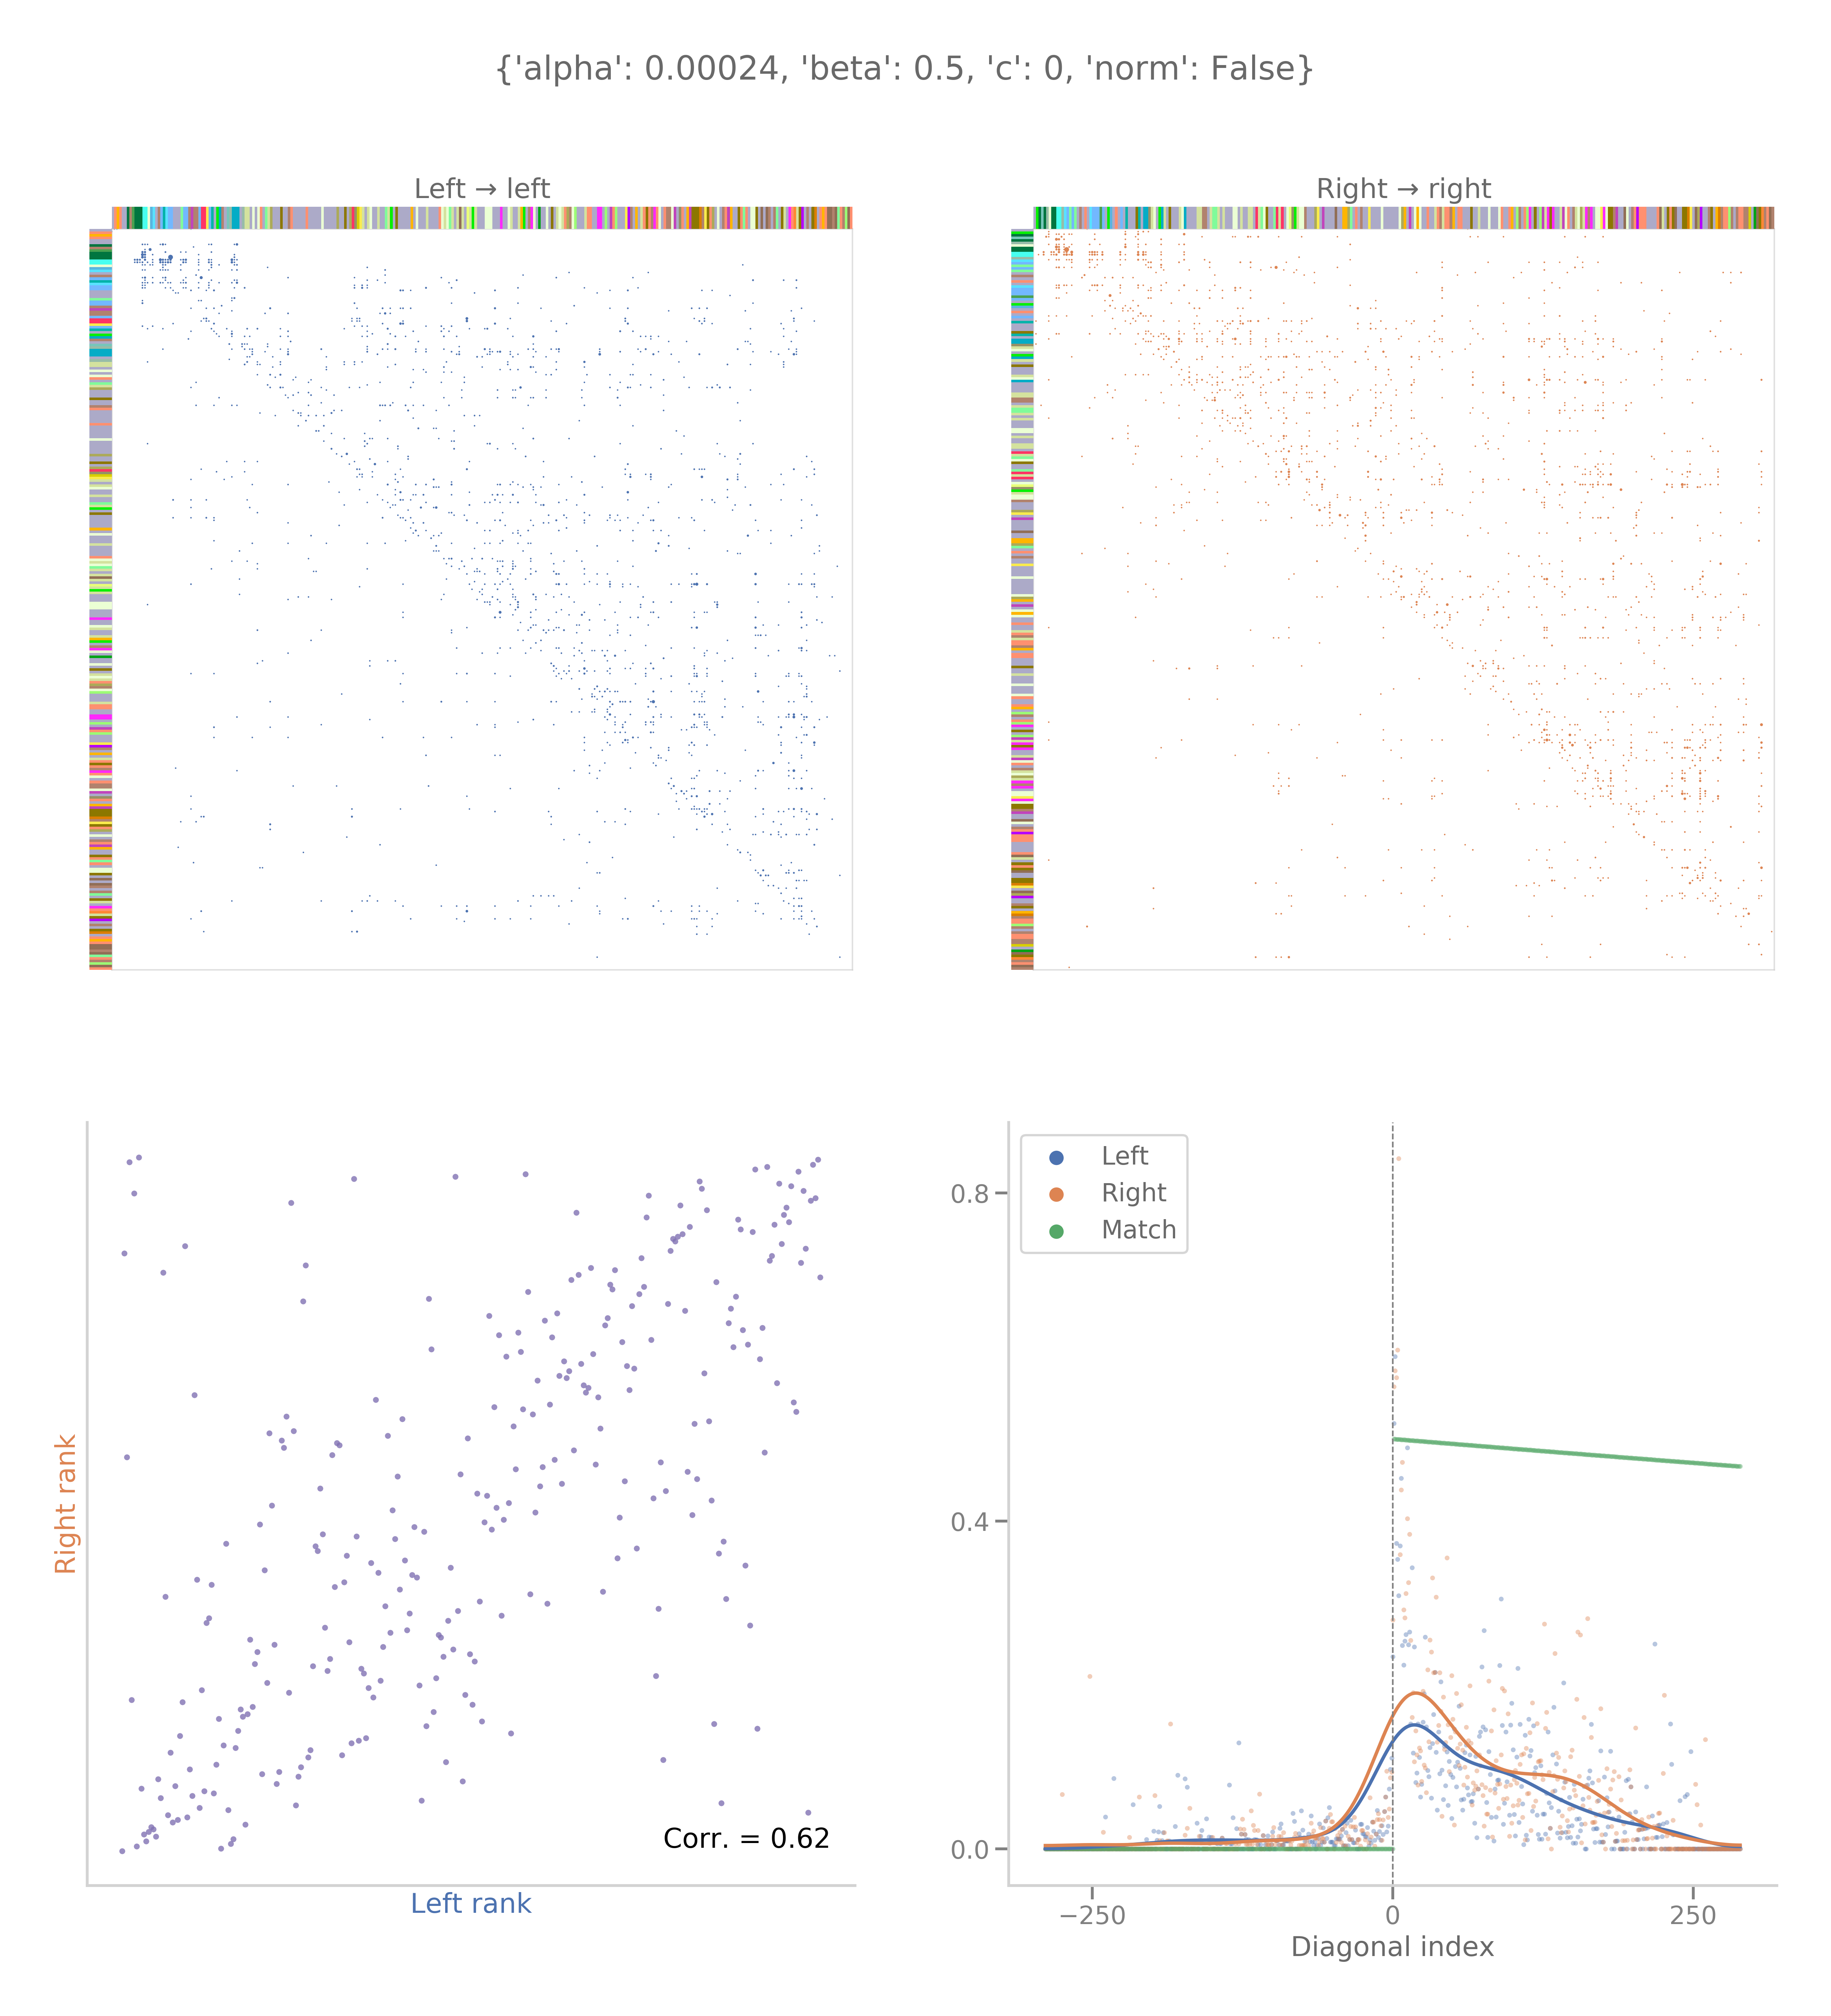 {'alpha': 0.00024, 'beta': 0.5, 'c': 0, 'norm': False}
Left → left
Right → right
Right rank
Corr. = 0.62
Left rank
Left
Right
Match
0.8
0.4
0.0
−250
0
250
Diagonal index